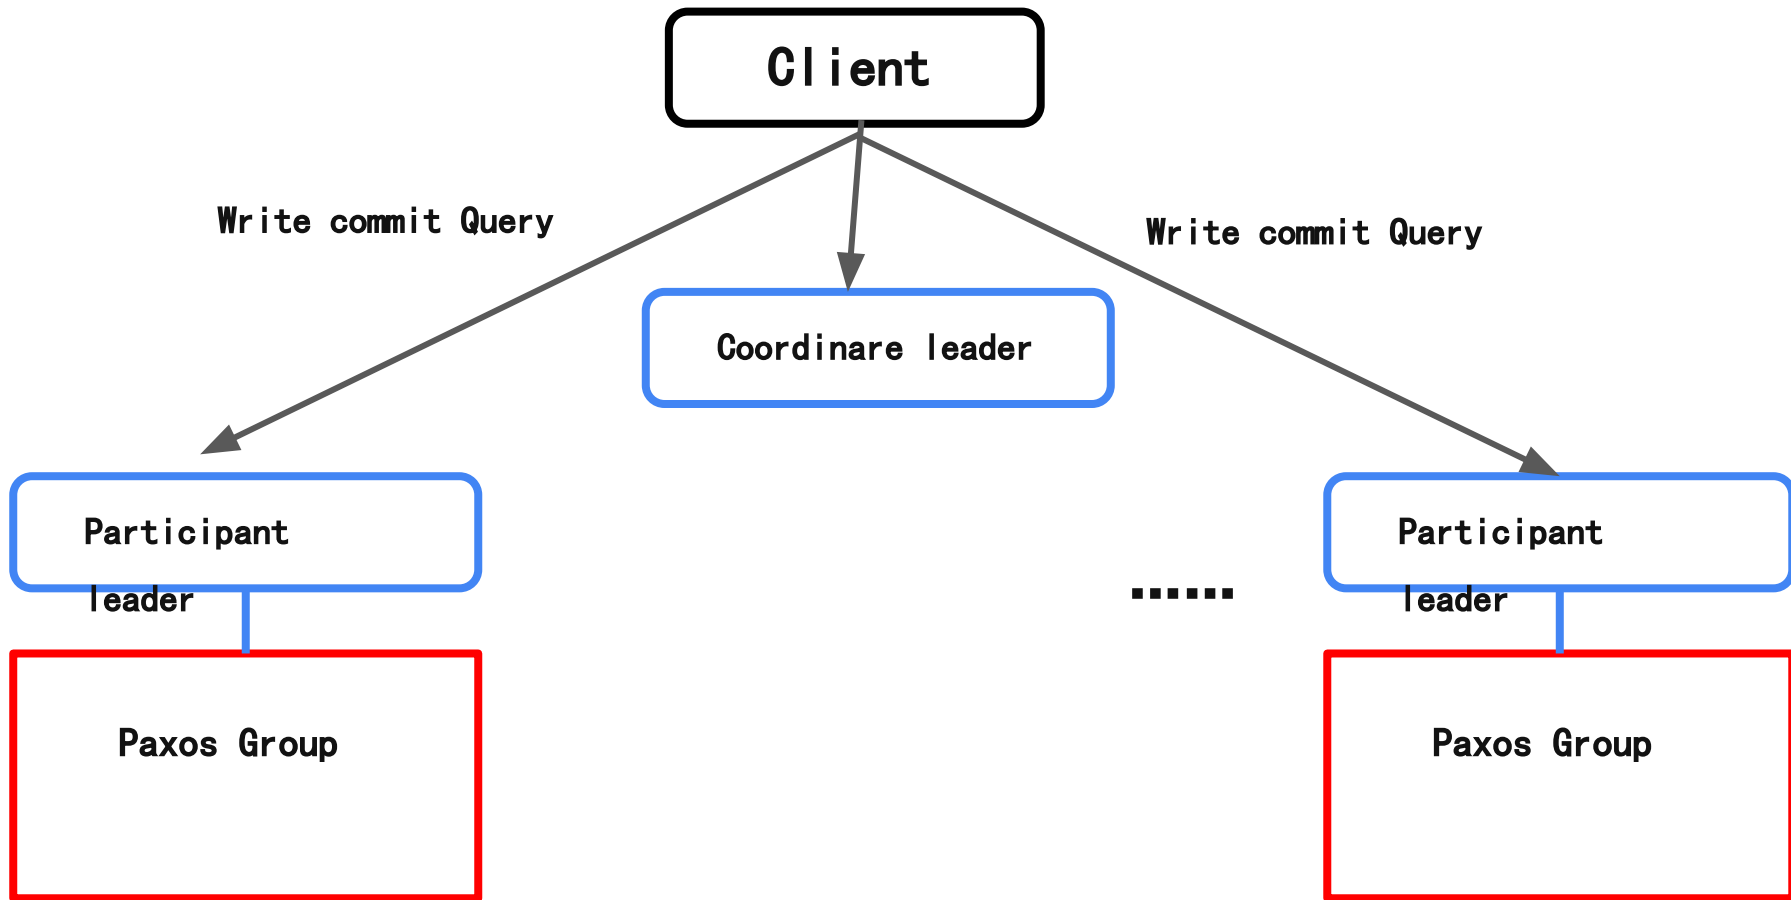 Client
Write commit Query
Write commit Query
Coordinare leader
Participant
leader
Participant
leader
......
Paxos Group
Paxos Group